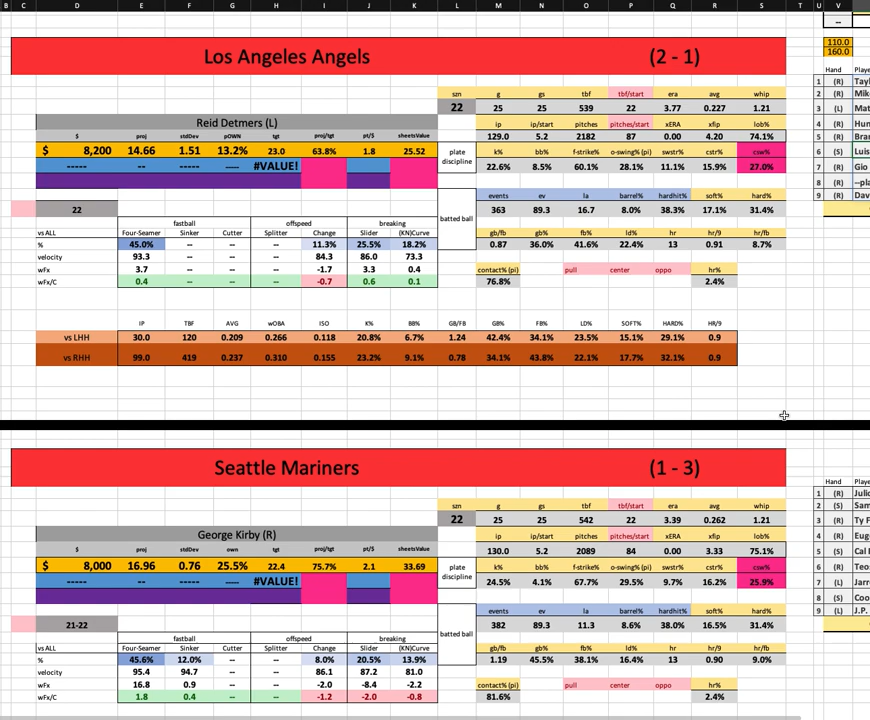 B C D E F G H I J K L M N O P Q R S T U V
--
Los Angeles Angels (2 - 1)
110.0
160.0
Hand Playe
szn g gs tbf tbf/start era avg whip
1 (R) Tayl
22 25 25 539 22 3.77 0.227 1.21
2 (R) Mike
3 (L) Mat
Reid Detmers (L)
ip ip/start pitches pitches/start xERA xfip lob%
4 (R) Hun
$ proj stdDev pOWN tgt proj/tgt pt/$ sheetsValue
129.0 5.2 2182 87 0.00 4.20 74.1%
5 (R) Bran
$ 8,200 14.66 1.51 13.2% 23.0 63.8% 1.8 25.52
plate discipline
k% bb% f-strike% o-swing% (pi) swstr% cstr% csw%
6 (S) Luis
----- ----- ----- #VALUE!
22.6% 8.5% 60.1% 28.1% 11.1% 15.9% 27.0%
7 (R) Gio
8 (R) --pla
batted ball
events ev la barrel% hardhit% soft% hard%
9 (R) Dav
22
363 89.3 16.7 8.0% 38.3% 17.1% 31.4%
fastball offspeed breaking
vs ALL Four-Seamer Sinker Cutter Splitter Change Slider (KN)Curve
gb/fb gb% fb% ld% hr hr/9 hr/fb
% 45.0% -- -- -- 11.3% 25.5% 18.2%
0.87 36.0% 41.6% 22.4% 13 0.91 8.7%
velocity 93.3 -- -- -- 84.3 86.0 73.3
wFx 3.7 -- -- -- -1.7 3.3 0.4
contact% (pi) pull center oppo hr%
wFx/C 0.4 -- -- -- -0.7 0.6 0.1
76.8% 2.4%
IP TBF AVG wOBA ISO K% BB% GB/FB GB% FB% LD% SOFT% HARD% HR/9
vs LHH 30.0 120 0.209 0.266 0.118 20.8% 6.7% 1.24 42.4% 34.1% 23.5% 15.1% 29.1% 0.9
vs RHH 99.0 419 0.237 0.310 0.155 23.2% 9.1% 0.78 34.1% 43.8% 22.1% 17.7% 32.1% 0.9
Seattle Mariners (1 - 3)
Hand Playe
1 (R) Julio
szn g gs tbf tbf/start era avg whip
2 (S) Sam
22 25 25 542 22 3.39 0.262 1.21
3 (R) Ty F
George Kirby (R)
ip ip/start pitches pitches/start xERA xfip lob%
4 (R) Euge
$ proj stdDev own tgt proj/tgt pt/$ sheetsValue
130.0 5.2 2089 84 0.00 3.33 75.1%
5 (S) Cal I
$ 8,000 16.96 0.76 25.5% 22.4 75.7% 2.1 33.69
plate discipline
k% bb% f-strike% o-swing% (pi) swstr% cstr% csw%
6 (R) Teos
----- ----- ----- #VALUE!
24.5% 4.1% 67.7% 29.5% 9.7% 16.2% 25.9%
7 (L) Jarre
8 (S) Coo
batted ball
events ev la barrel% hardhit% soft% hard%
9 (L) J.P.
21-22
382 89.3 11.3 8.6% 38.0% 16.5% 31.4%
fastball offspeed breaking
vs ALL Four-Seamer Sinker Cutter Splitter Change Slider (KN)Curve
gb/fb gb% fb% ld% hr hr/9 hr/fb
% 45.6% 12.0% -- -- 8.0% 20.5% 13.9%
1.19 45.5% 38.1% 16.4% 13 0.90 9.0%
velocity 95.4 94.7 -- -- 86.1 87.2 81.0
wFx 16.8 0.9 -- -- -2.0 -8.4 -2.2
contact% (pi) pull center oppo hr%
wFx/C 1.8 0.4 -- -- -1.2 -2.0 -0.8
81.6% 2.4%